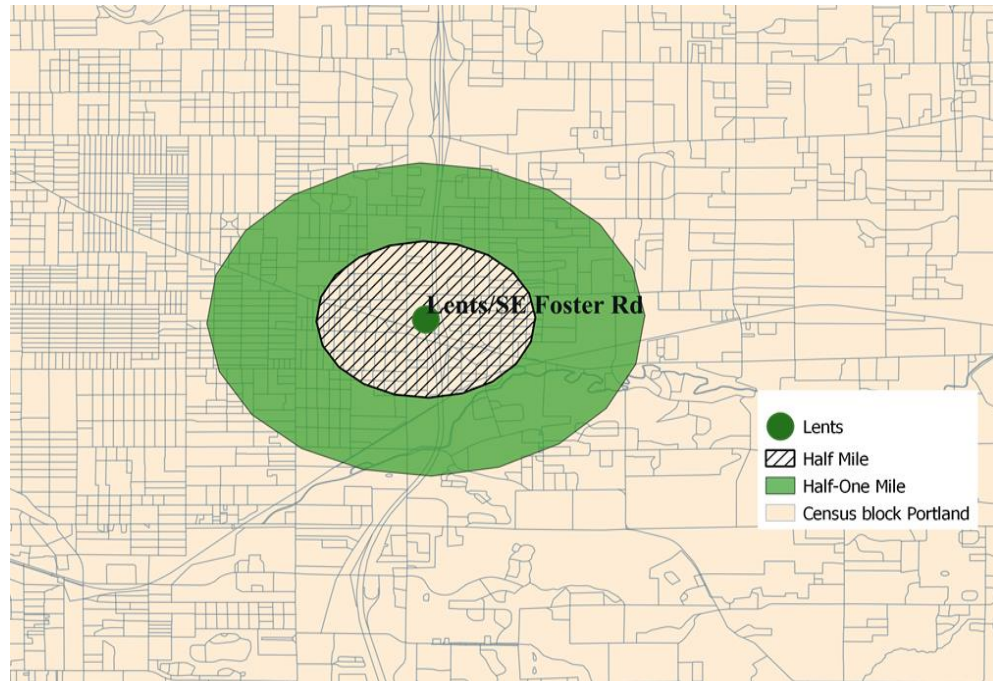 Lents/SE Foster Rd
Lents
Half Mile
Half-One Mile
Census block Portland